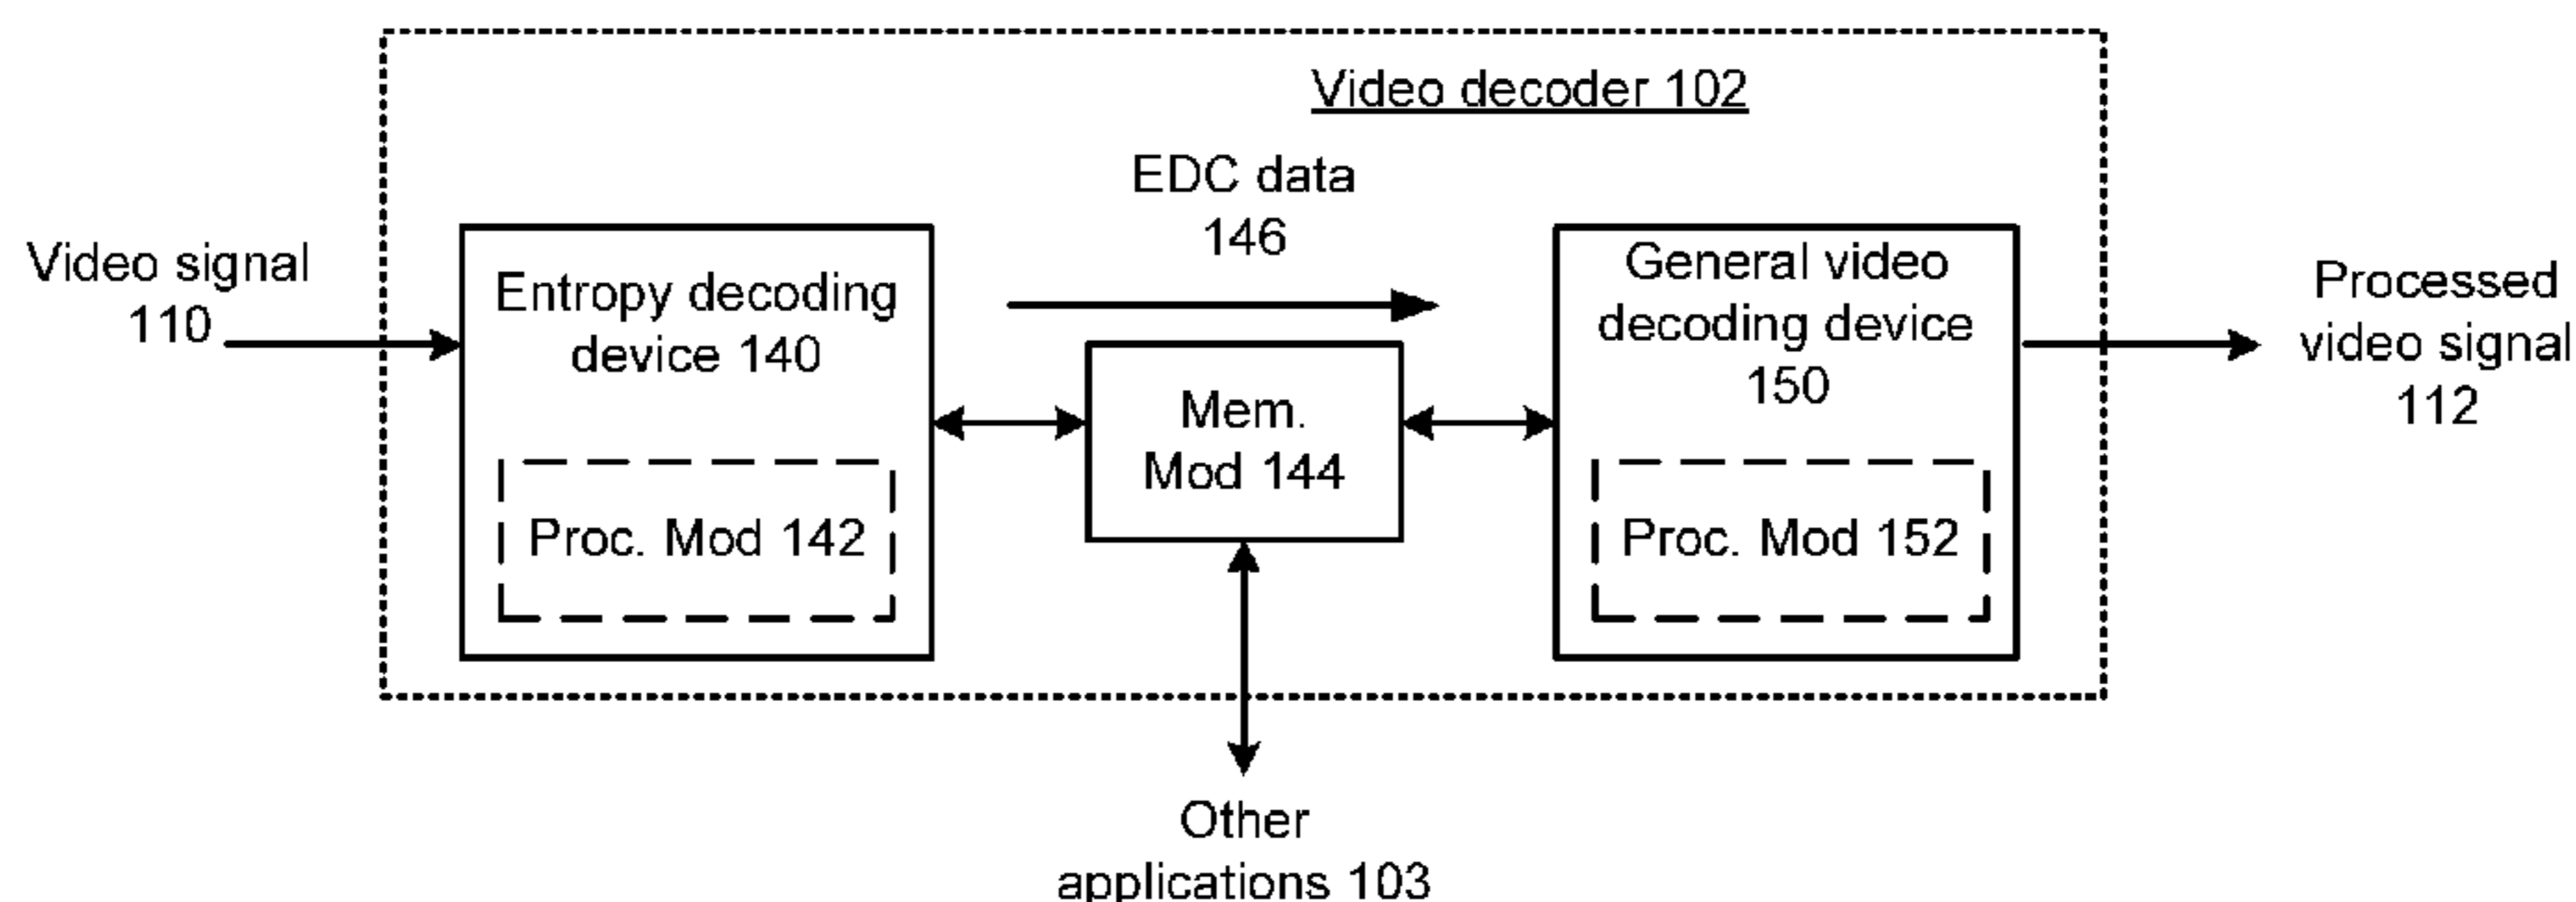 Video decoder 102
EDC data
146
Video signal
110
Entropy decoding
device 140
Proc. Mod 142
Mem.
Mod 144
General video
decoding device
150
Proc. Mod 152
Processed
video signal
112
Other
applications 103